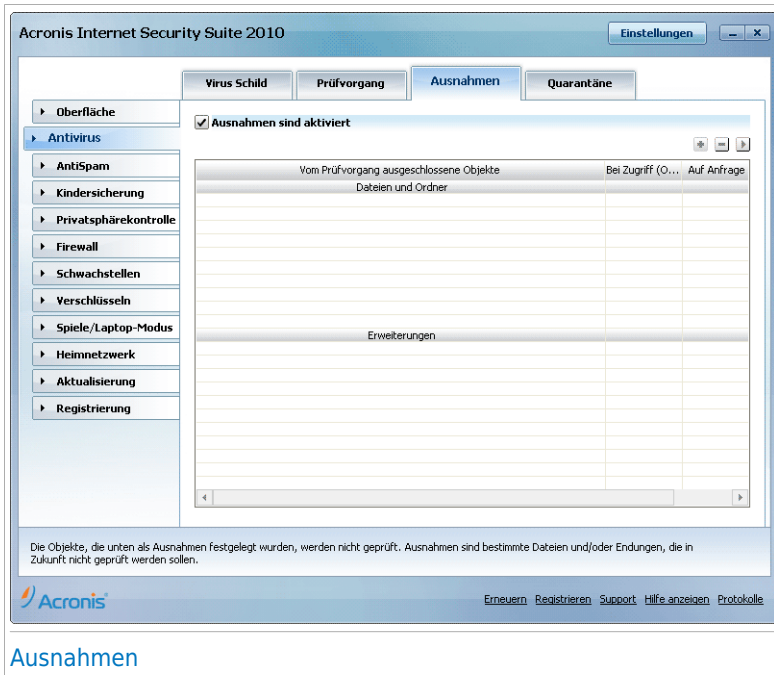 Acronis Internet Security Suite 2010
Einstellungen
Virus Schild
Prüfvorgang
Ausnahmen
Quarantäne
Oberfläche
Antivirus
AntiSpam
Kindersicherung
Privatsphärekontrolle
Firewall
Schwachstellen
Verschlüsseln
Spiele/Laptop-Modus
Heimnetzwerk
Aktualisierung
Registrierung
Ausnahmen sind aktiviert
Vom Prüfvorgang ausgeschlossene Objekte Bei Zugriff (O... Auf Anfrage
Dateien und Ordner
Erweiterungen
Die Objekte, die unten als Ausnahmen festgelegt wurden, werden nicht geprüft. Ausnahmen sind bestimmte Dateien und/oder Endungen, die in
Zukunft nicht geprüft werden sollen.
Acronis
Erneuern Registrieren Support Hilfe anzeigen Protokolle
Ausnahmen